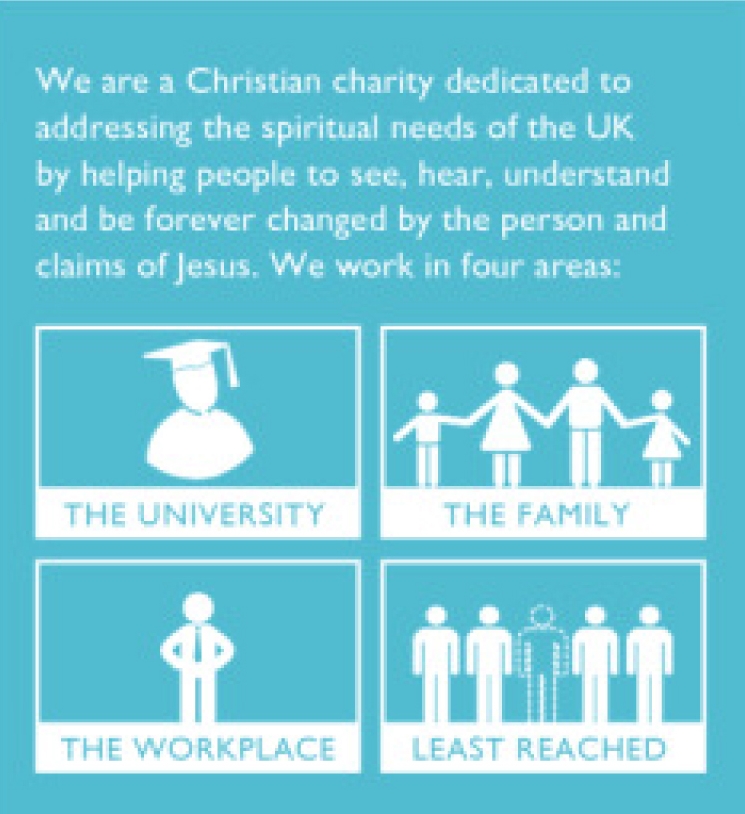 We are a Christian charity dedicated to
addressing the spiritual needs of the UK
by helping people to see, hear, understand
and be forever changed by the person and
claims of Jesus. We work in four areas:
THE UNIVERSITY
THE FAMILY
THE WORKPLACE
LEAST REACHED